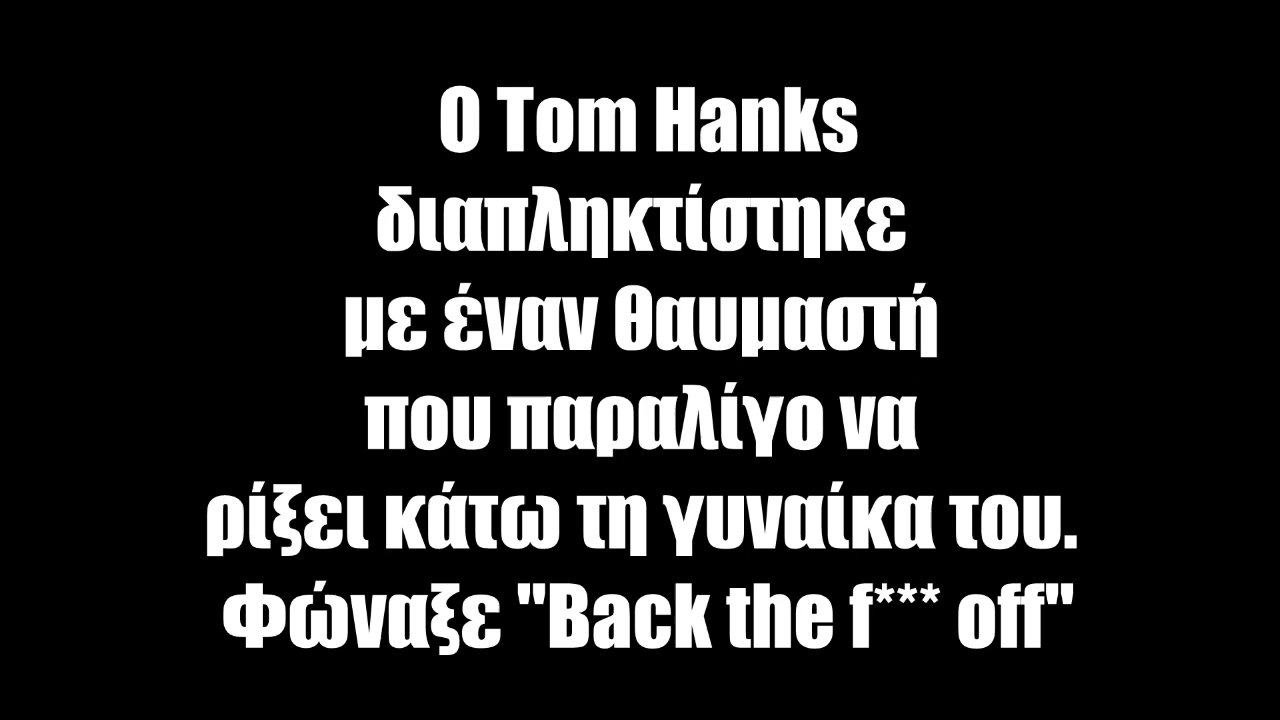 Ο Tom Hanks
διαπληκτίστηκε
με έναν θαυμαστή
που παραλίγο να
ρίξει κάτω τη γυναίκα του.
Φώναξε "Back the f*** off"